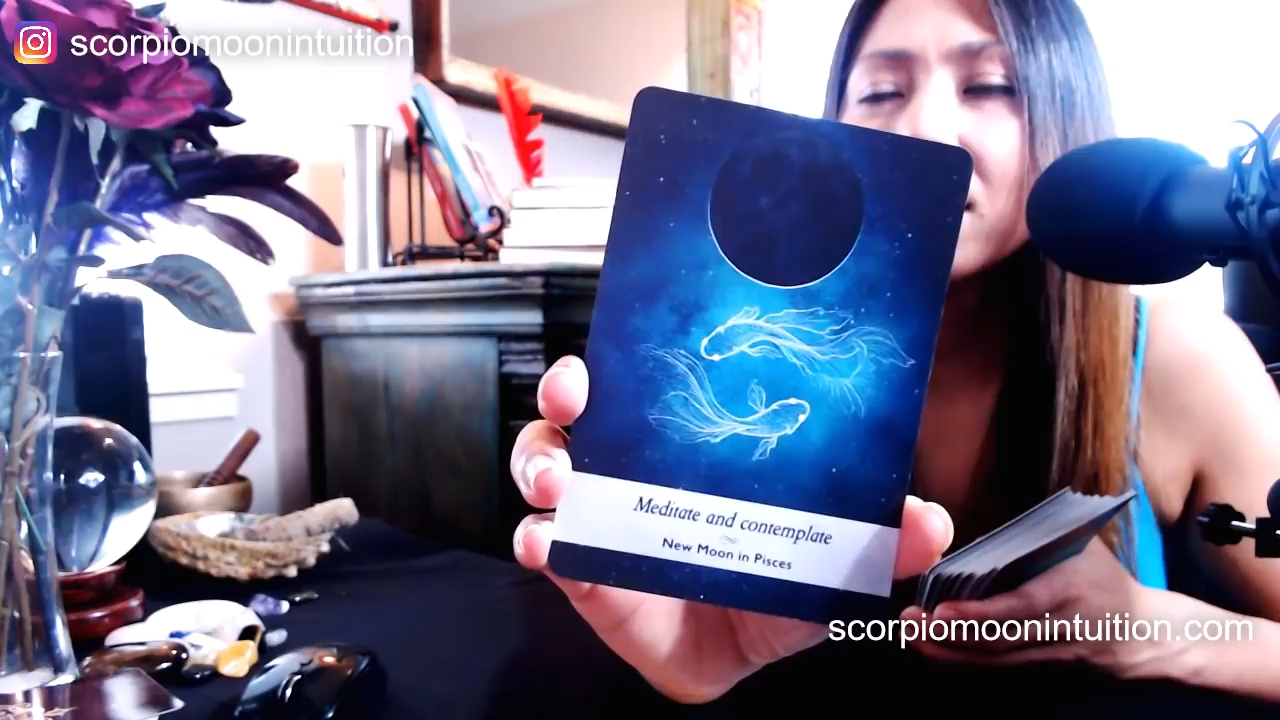 scorpiomoonintuition
Meditate and contemplate
New Moon in Pisces
scorpiomoonintuition.com